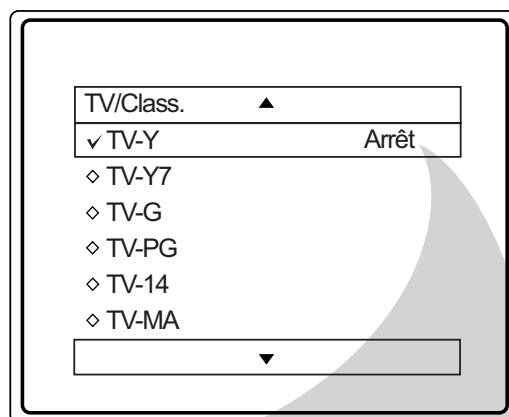 TV/Class. ▲
✓ TV-Y Arrêt
◇ TV-Y7
◇ TV-G
◇ TV-PG
◇ TV-14
◇ TV-MA
▼